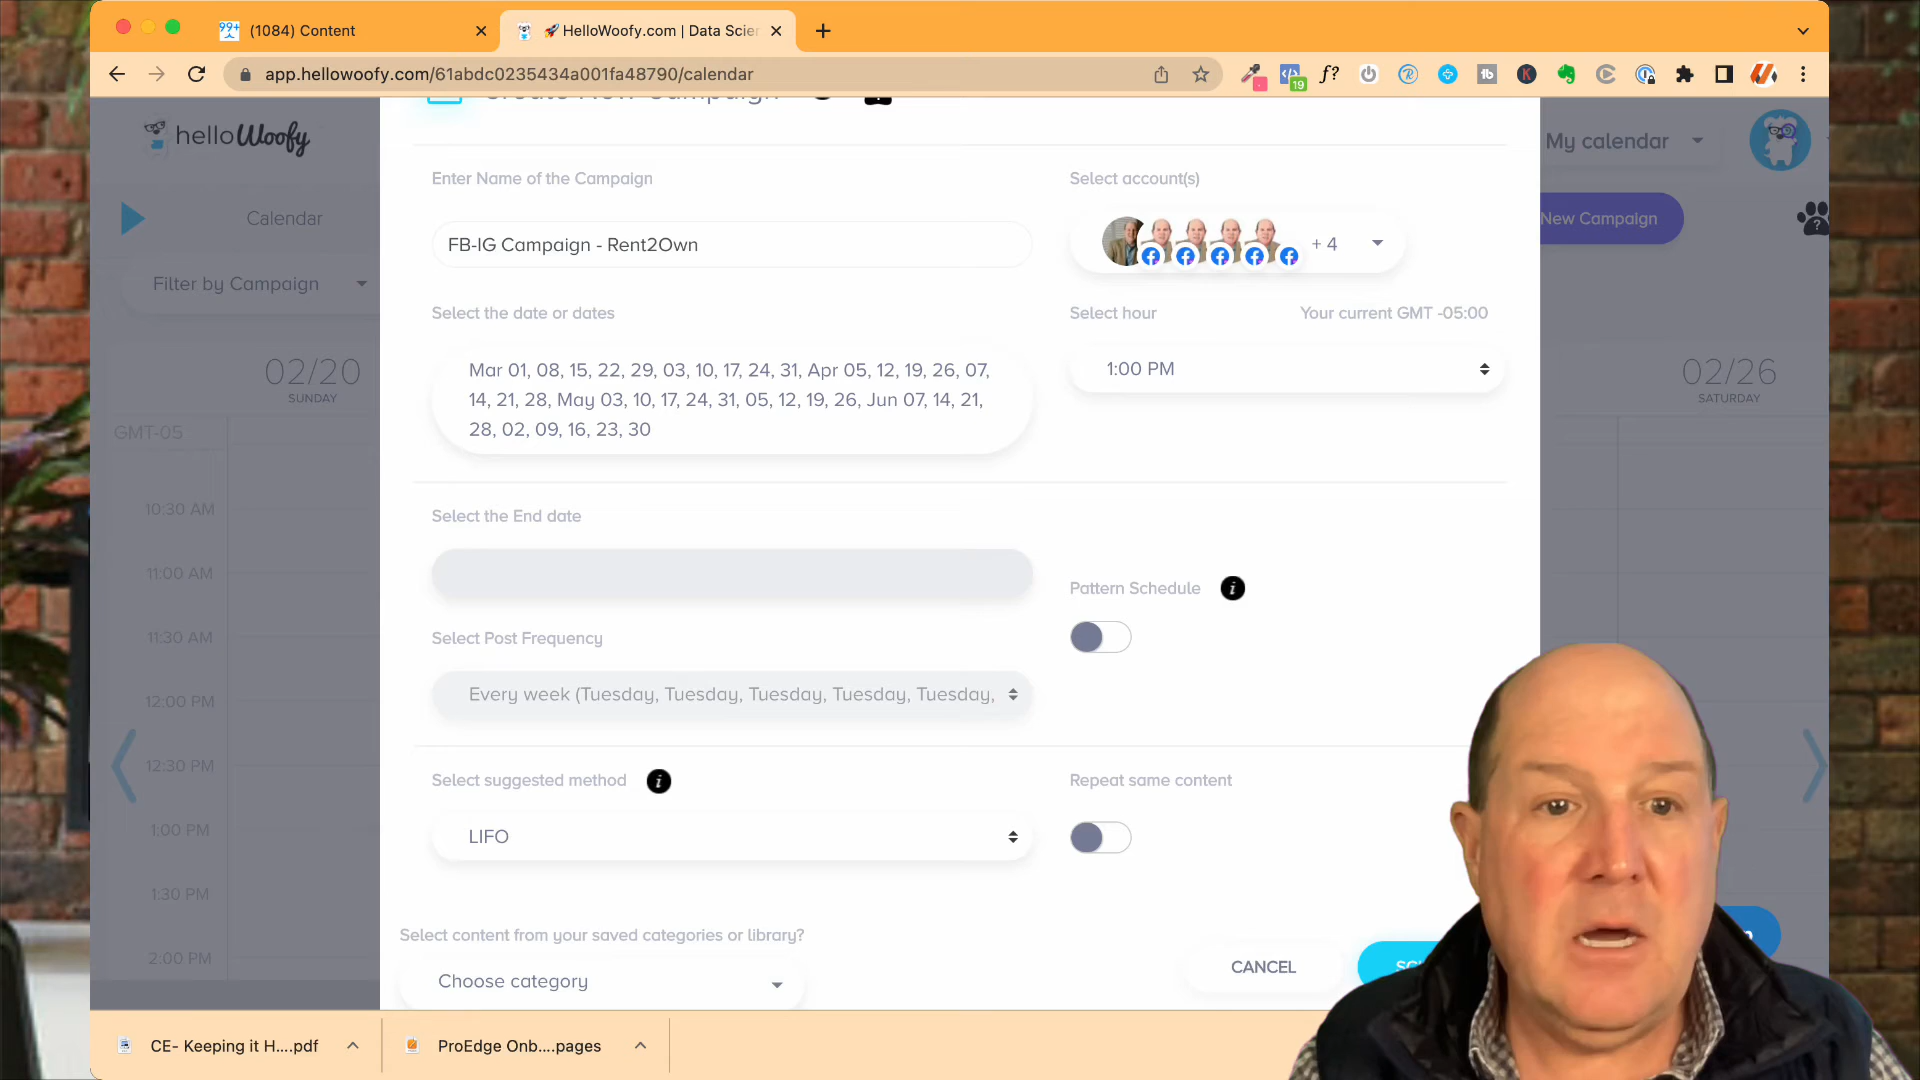 99+
(1084) Content
HelloWoofy.com | Data Scier
app.hellowoofy.com/61abdc0235434a001fa48790/calendar
f?
19
tb
K
Create New Campaign
helloWoofy
My calendar
Calendar
New Campaign
Filter by Campaign
Enter Name of the Campaign
Select account(s)
FB-IG Campaign - Rent2Own
+ 4
Select the date or dates
Select hour
Your current GMT -05:00
Mar 01, 08, 15, 22, 29, 03, 10, 17, 24, 31, Apr 05, 12, 19, 26, 07,
14, 21, 28, May 03, 10, 17, 24, 31, 05, 12, 19, 26, Jun 07, 14, 21,
28, 02, 09, 16, 23, 30
1:00 PM
02/20
SUNDAY
02/26
SATURDAY
GMT-05
10:30 AM
11:00 AM
11:30 AM
12:00 PM
12:30 PM
1:00 PM
1:30 PM
2:00 PM
Select the End date
Pattern Schedule
Select Post Frequency
Every week (Tuesday, Tuesday, Tuesday, Tuesday, Tuesday,
Select suggested method
Repeat same content
LIFO
Select content from your saved categories or library?
Choose category
CANCEL
CE- Keeping it H....pdf
ProEdge Onb....pages